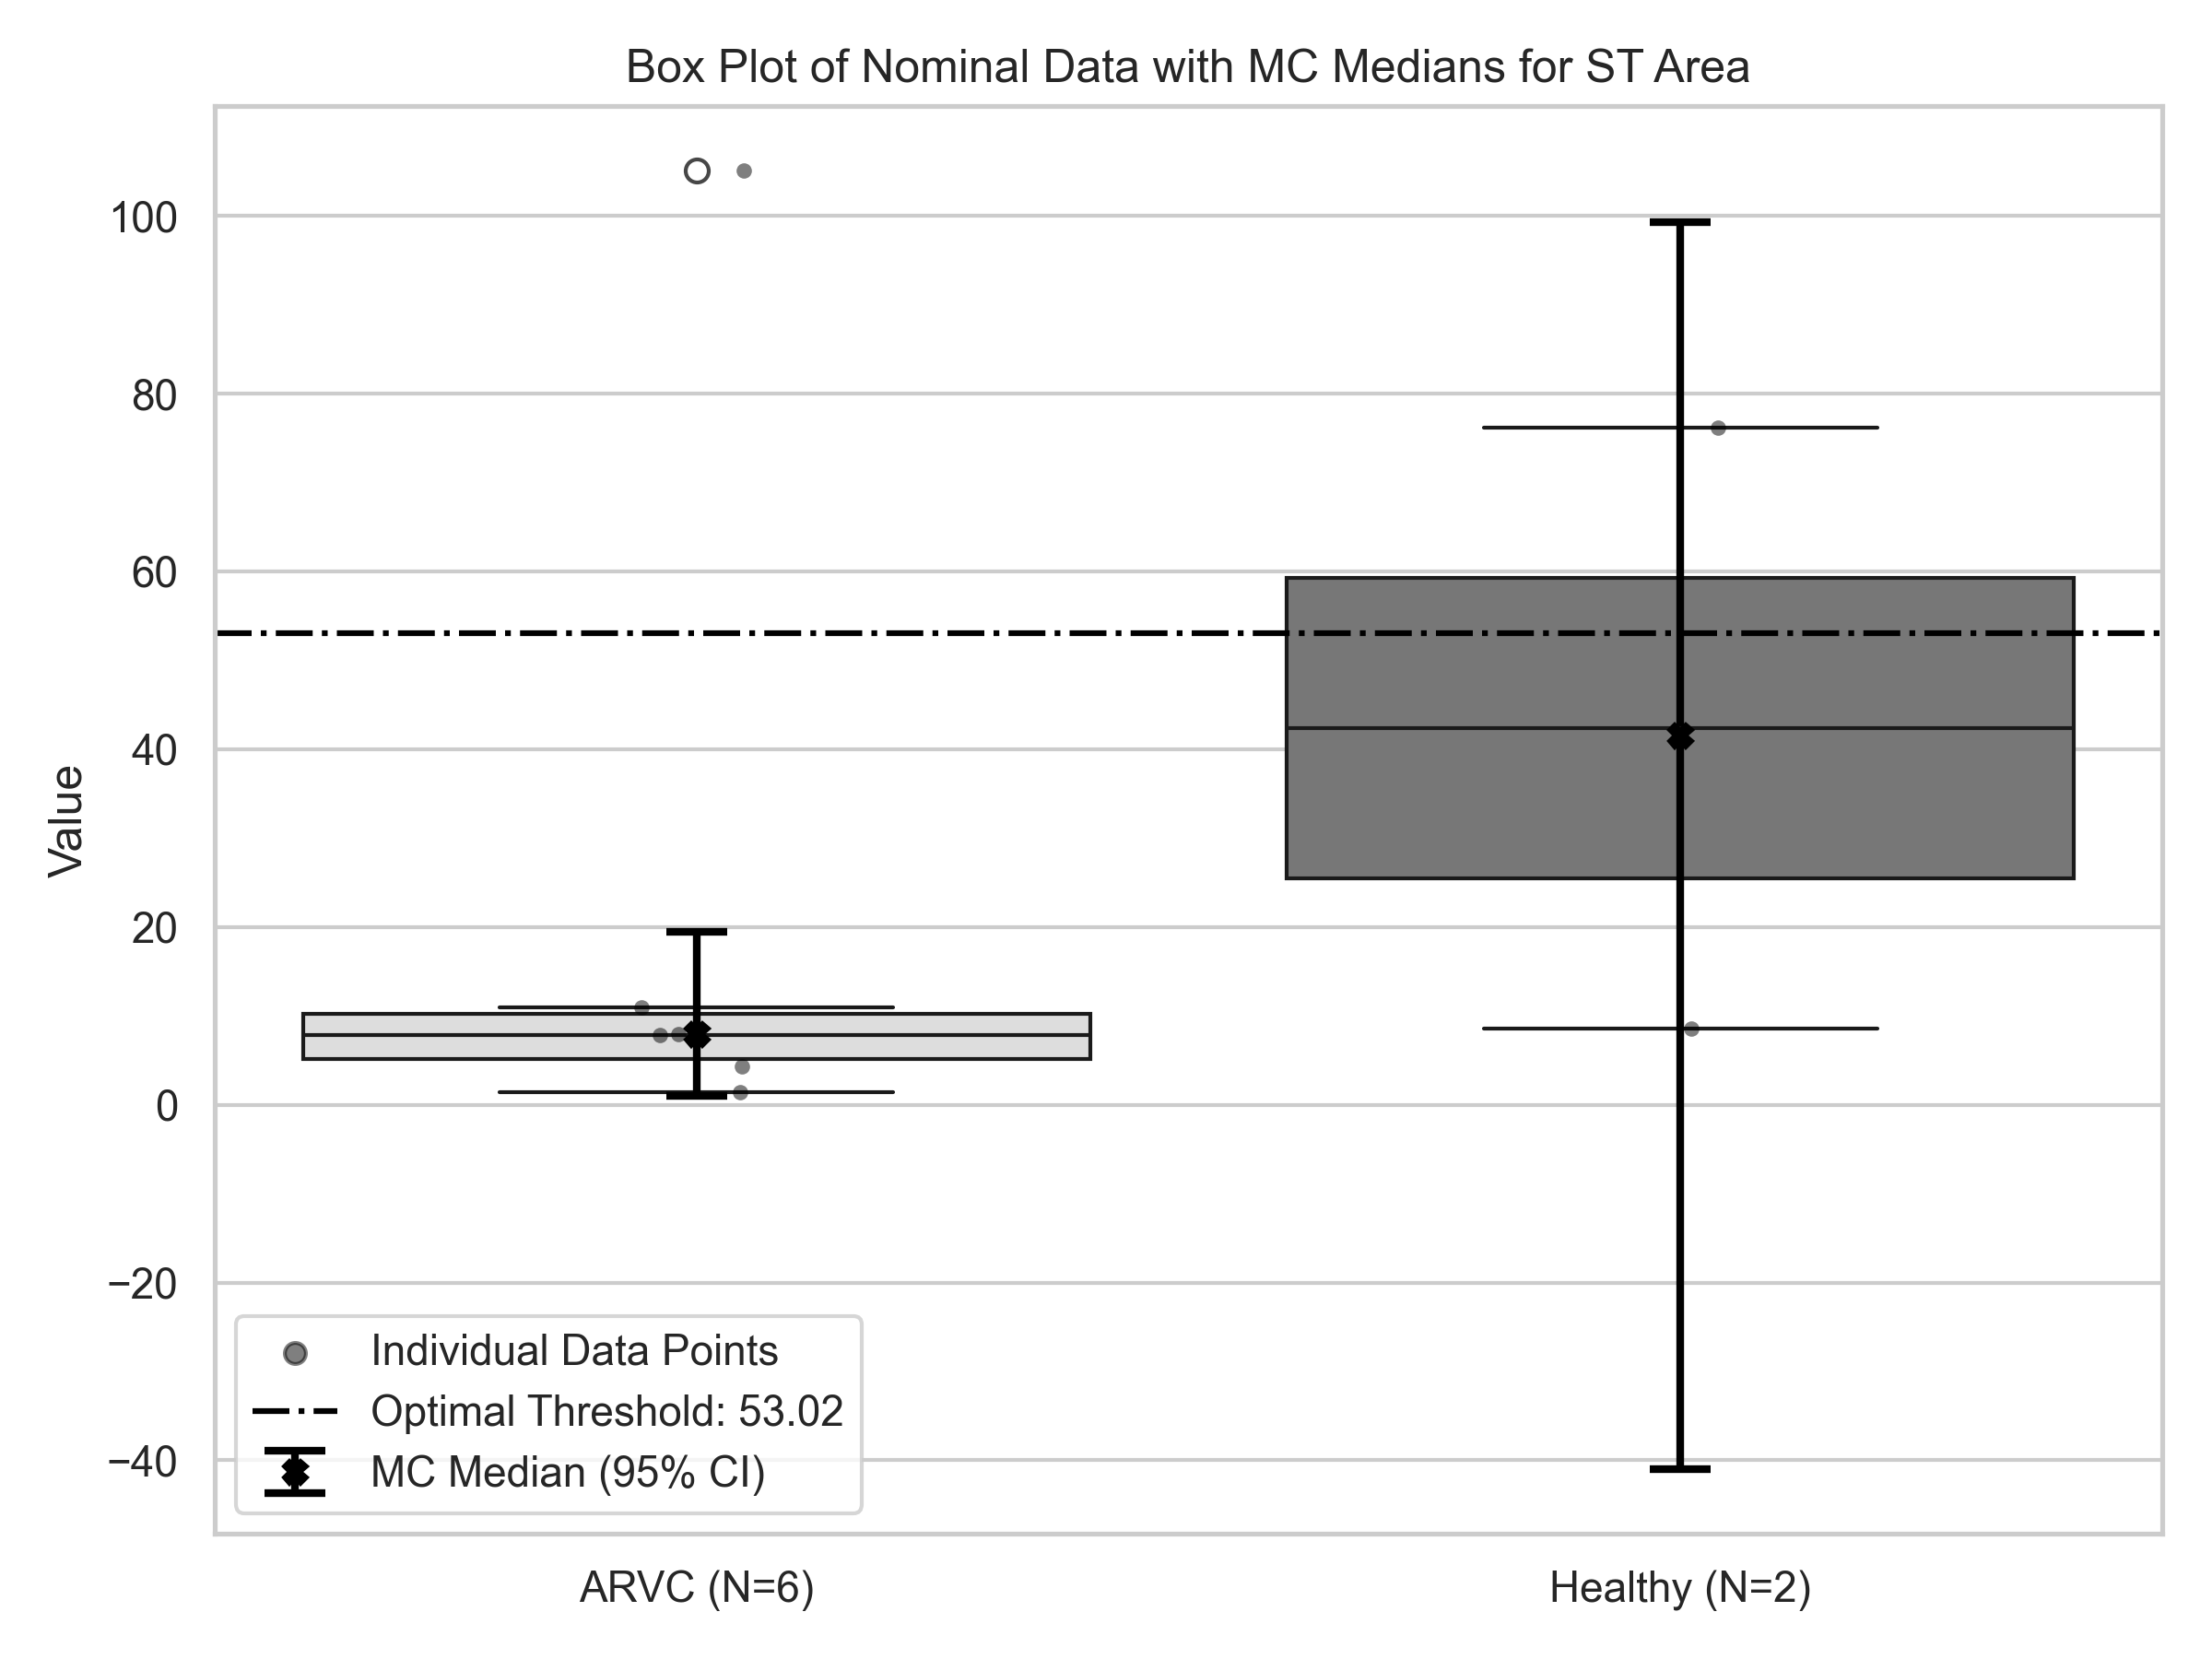 Box Plot of Nominal Data with MC Medians for ST Area
Value
100
80
60
40
20
0
−20
−40
Individual Data Points
Optimal Threshold: 53.02
MC Median (95% CI)
ARVC (N=6)
Healthy (N=2)